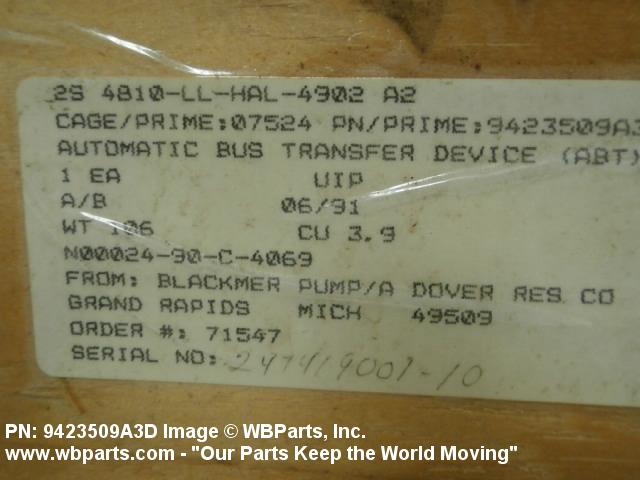 2S 4810-LL-HAL-4902 A2
CAGE/PRIME:07524 PN/PRIME:9423509A3
AUTOMATIC BUS TRANSFER DEVICE (ABT)
1 EA UIP
A/B 06/91
WT 106 CU 3.9
N00024-90-C-4069
FROM: BLACKMER PUMP/A DOVER RES CO
GRAND RAPIDS MICH 49509
ORDER #: 71547
SERIAL NO:
PN: 9423509A3D Image © WBParts, Inc.
www.wbparts.com - "Our Parts Keep the World Moving"